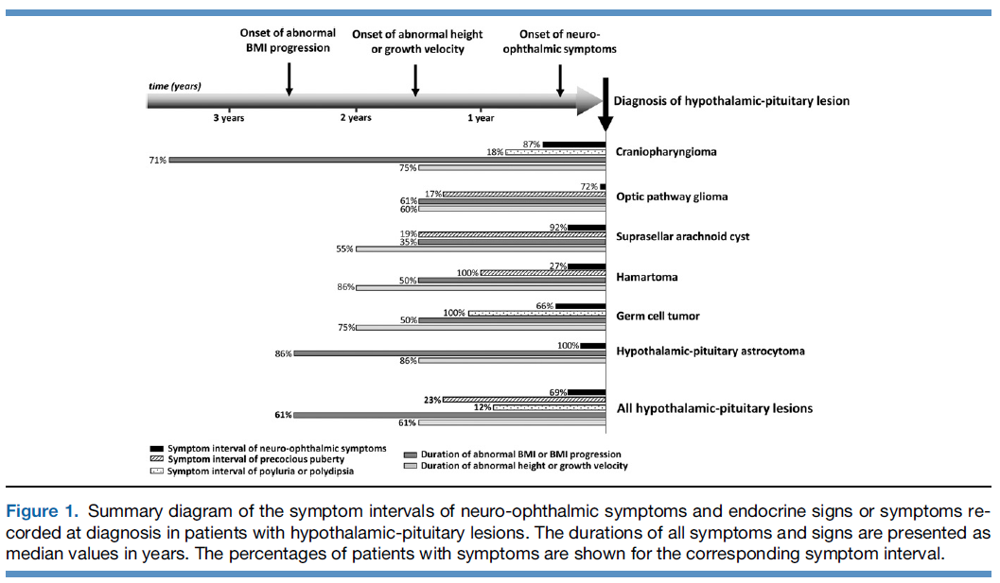 Onset of abnormal
BMI progression
Onset of abnormal height
or growth velocity
Onset of neuro-
ophthalmic symptoms
time (years)
Diagnosis of hypothalamic-pituitary lesion
3 years
2 years
1 year
87%
18%
Craniopharyngioma
71%
75%
72%
17%
61%
Optic pathway glioma
60%
92%
19%
Suprasellar arachnoid cyst
35%
55%
27%
100%
Hamartoma
50%
86%
66%
100%
Germ cell tumor
50%
75%
100%
86%
Hypothalamic-pituitary astrocytoma
86%
69%
23%
12%
All hypothalamic-pituitary lesions
61%
61%
Symptom interval of neuro-ophthalmic symptoms
Symptom interval of precocious puberty
Symptom interval of poyluria or polydipsia
Duration of abnormal BMI or BMI progression
Duration of abnormal height or growth velocity
Figure 1. Summary diagram of the symptom intervals of neuro-ophthalmic symptoms and endocrine signs or symptoms re-
corded at diagnosis in patients with hypothalamic-pituitary lesions. The durations of all symptoms and signs are presented as
median values in years. The percentages of patients with symptoms are shown for the corresponding symptom interval.